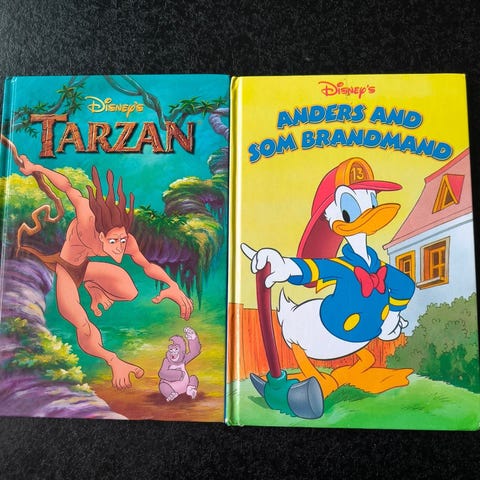 Disney's
TARZAN
Disney's
ANDERS AND
SOM BRANDMAND
13